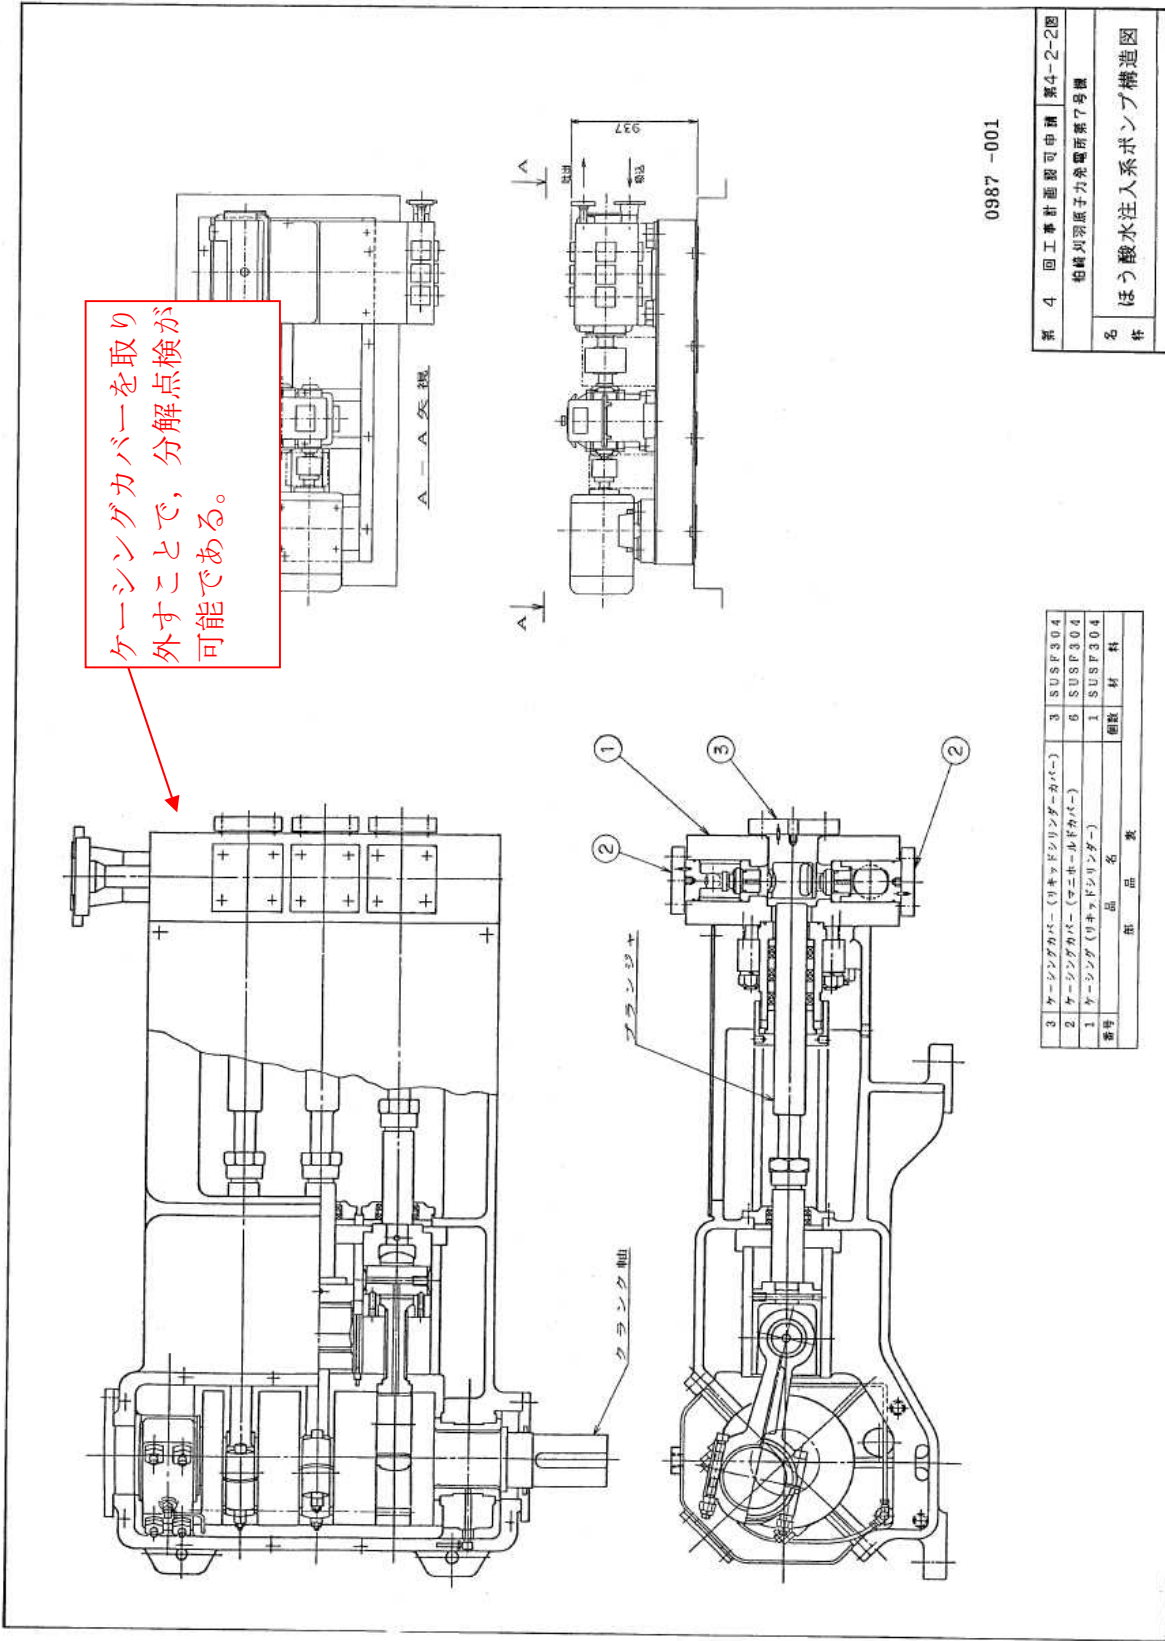 ケーシングカバーを取り
外すことで，分解点検が
可能である。
A－A矢視
A
A
937
吐出
吸込
クランク軸
プランジャ
1
2
3
2
3 ケーシングカバー（リキッドシリンダーカバー） 3 SUSF304
2 ケーシングカバー（マニホールドカバー） 6 SUSF304
1 ケーシング（リキッドシリンダー） 1 SUSF304
番号 品名 個数 材料
部品表
0987 -001
第 4 回工事計画認可申請 第4-2-2図
柏崎刈羽原子力発電所第7号機
名称 ほう酸水注入系ポンプ構造図